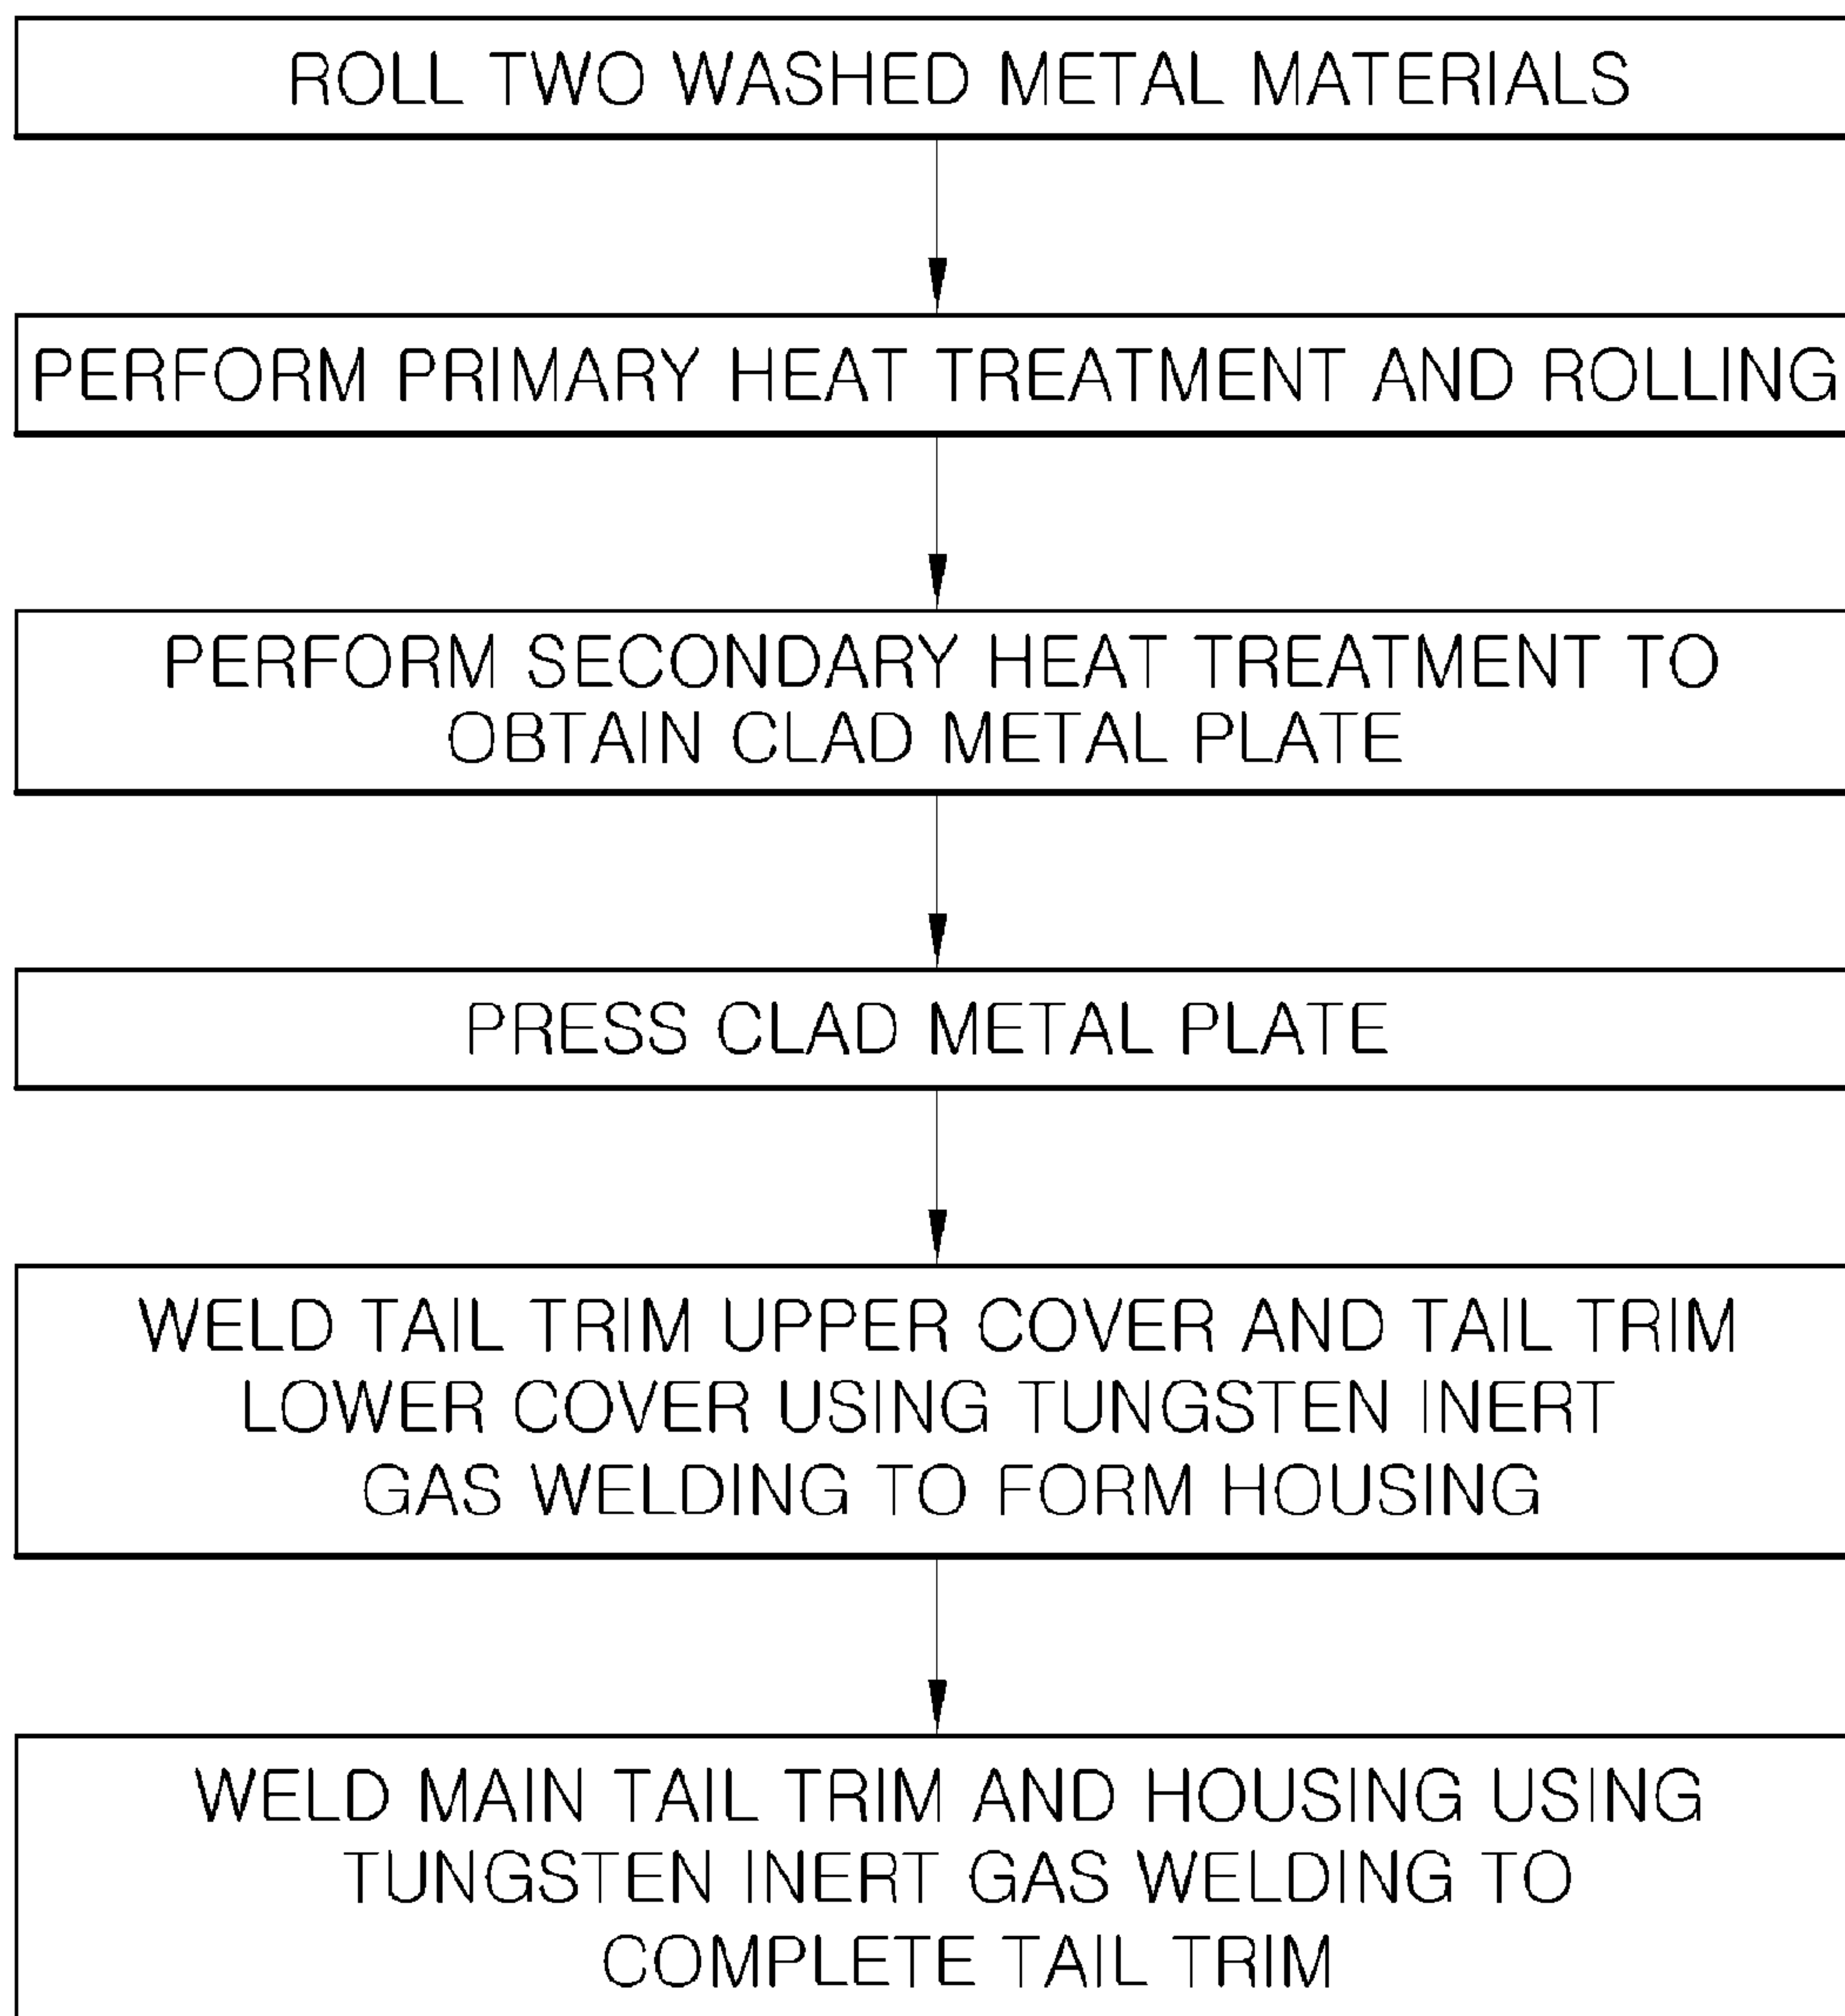 ROLL TWO WASHED METAL MATERIALS
PERFORM PRIMARY HEAT TREATMENT AND ROLLING
PERFORM SECONDARY HEAT TREATMENT TO
OBTAIN CLAD METAL PLATE
PRESS CLAD METAL PLATE
WELD TAIL TRIM UPPER COVER AND TAIL TRIM
LOWER COVER USING TUNGSTEN INERT
GAS WELDING TO FORM HOUSING
WELD MAIN TAIL TRIM AND HOUSING USING
TUNGSTEN INERT GAS WELDING TO
COMPLETE TAIL TRIM